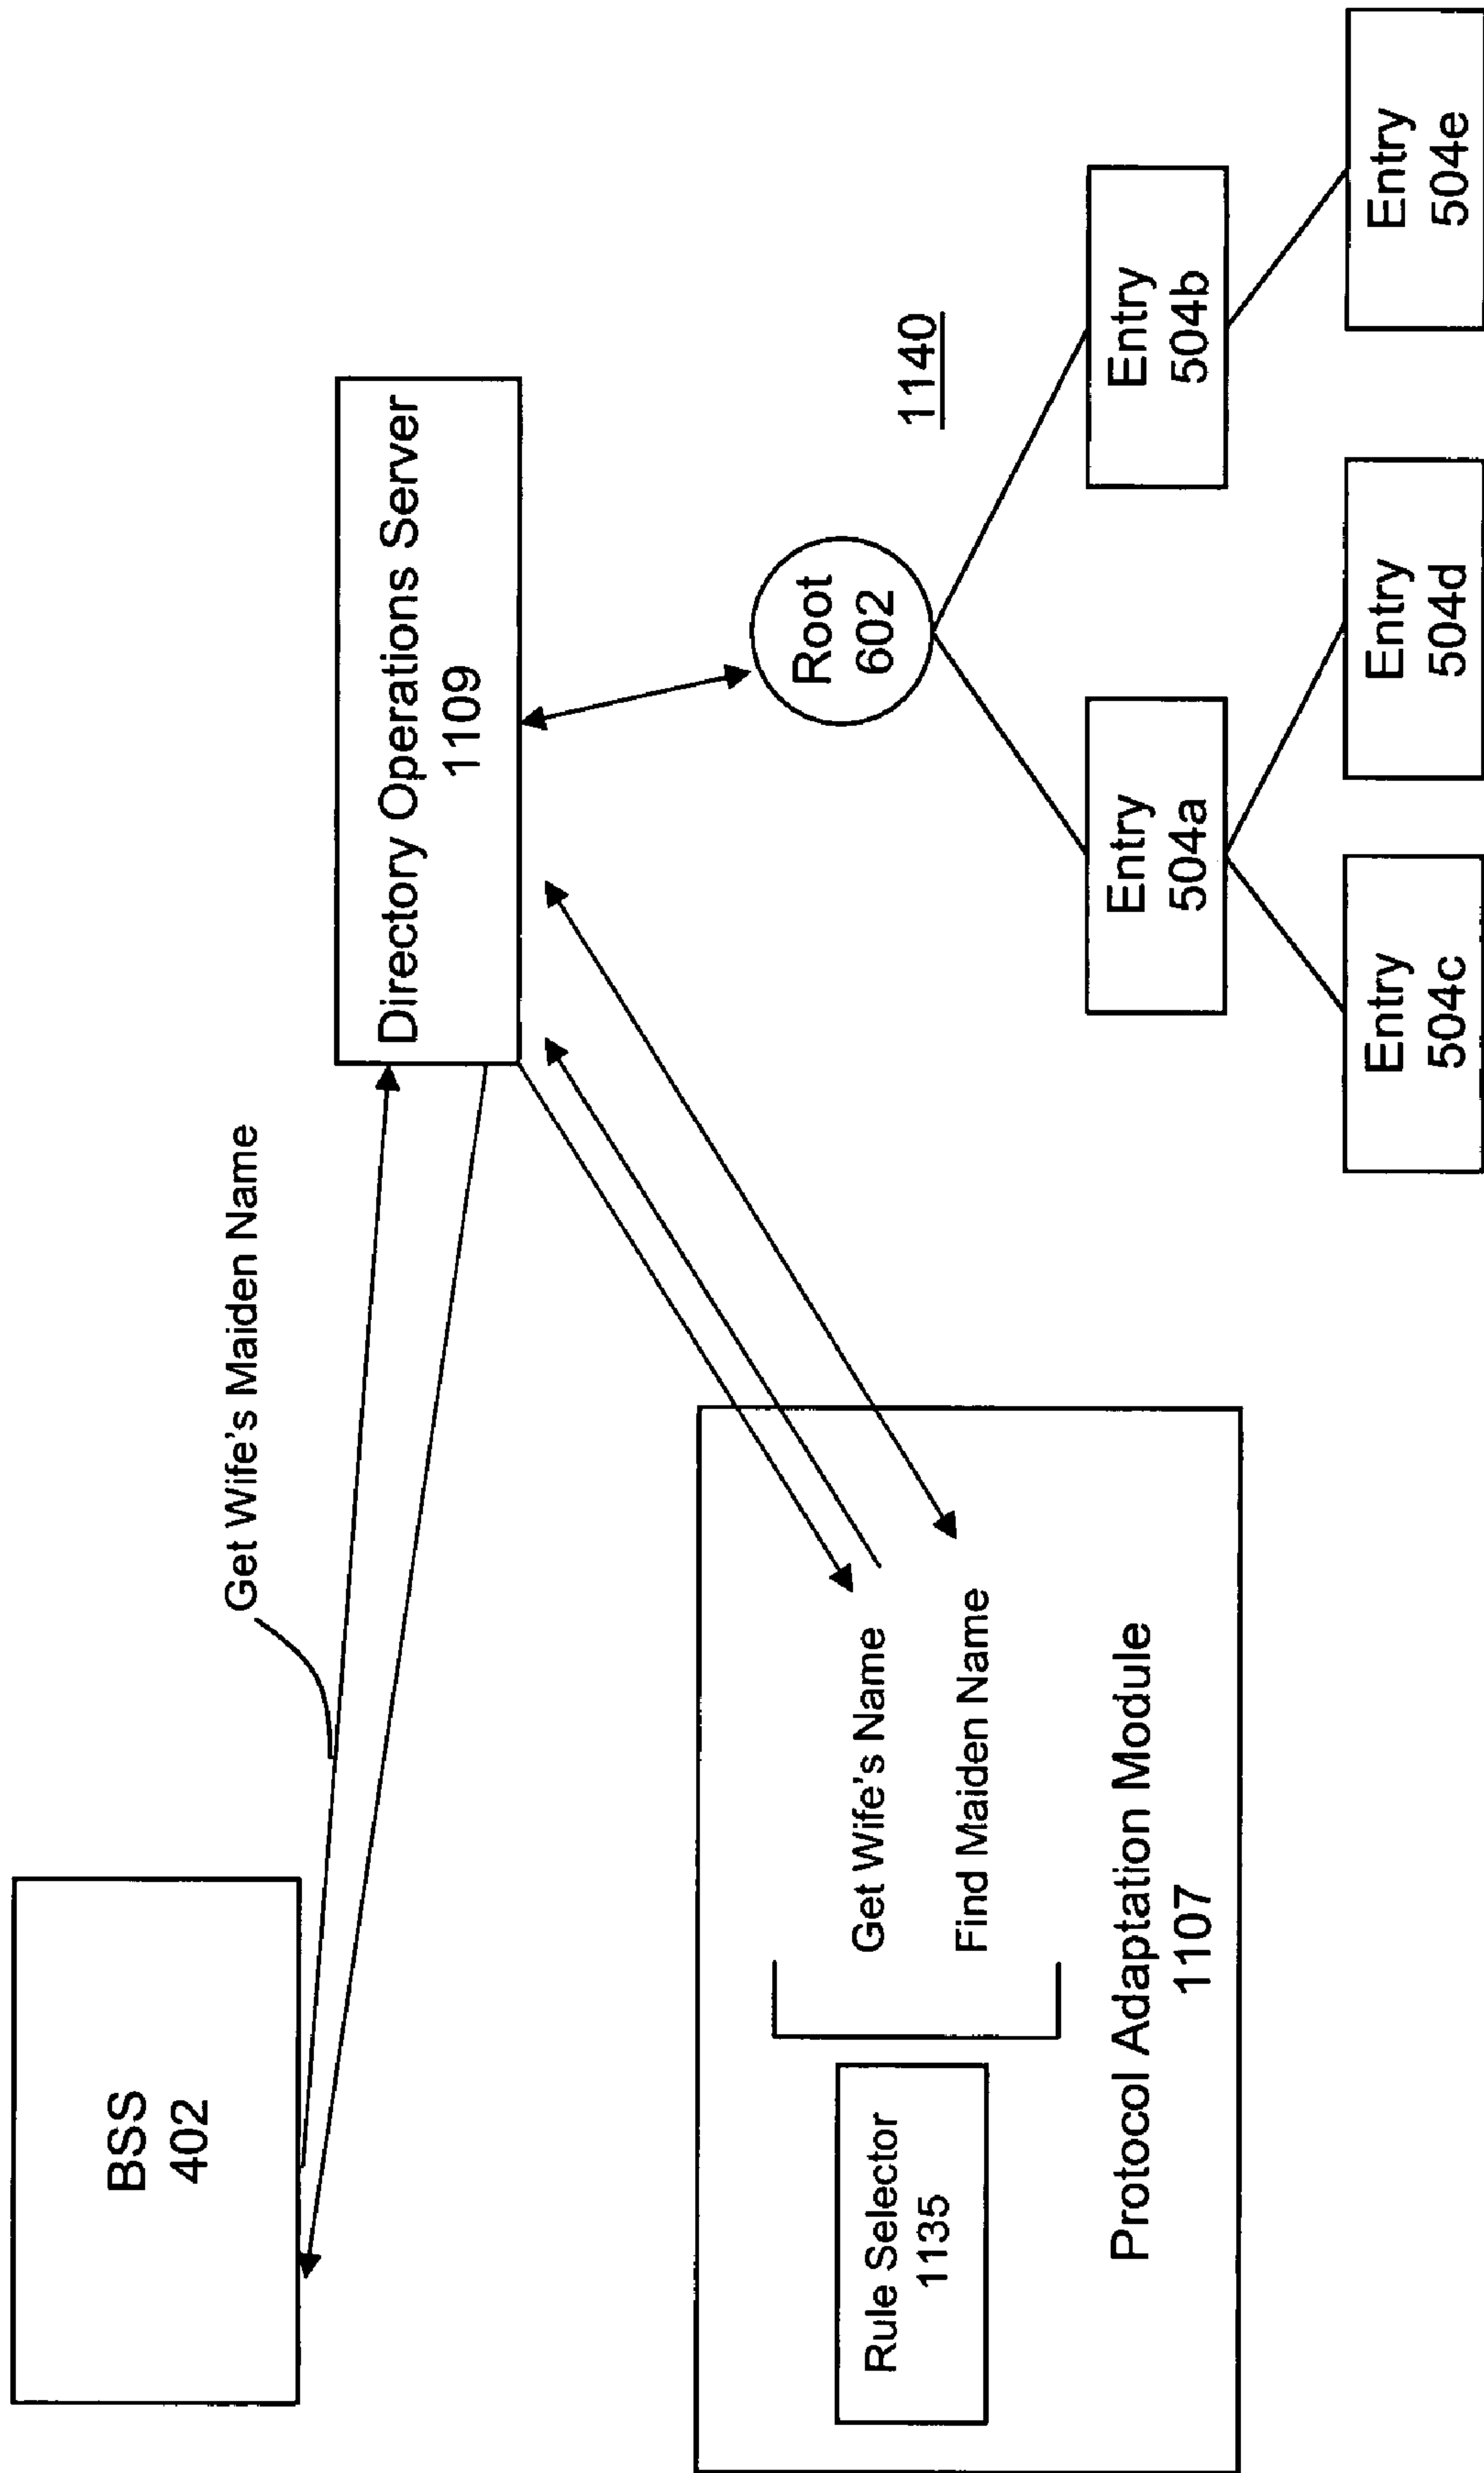 BSS
402
Get Wife's Maiden Name
Directory Operations Server
1109
Rule Selector
1135
Get Wife's Name
Find Maiden Name
Protocol Adaptation Module
1107
Root
602
1140
Entry
504a
Entry
504b
Entry
504c
Entry
504d
Entry
504e